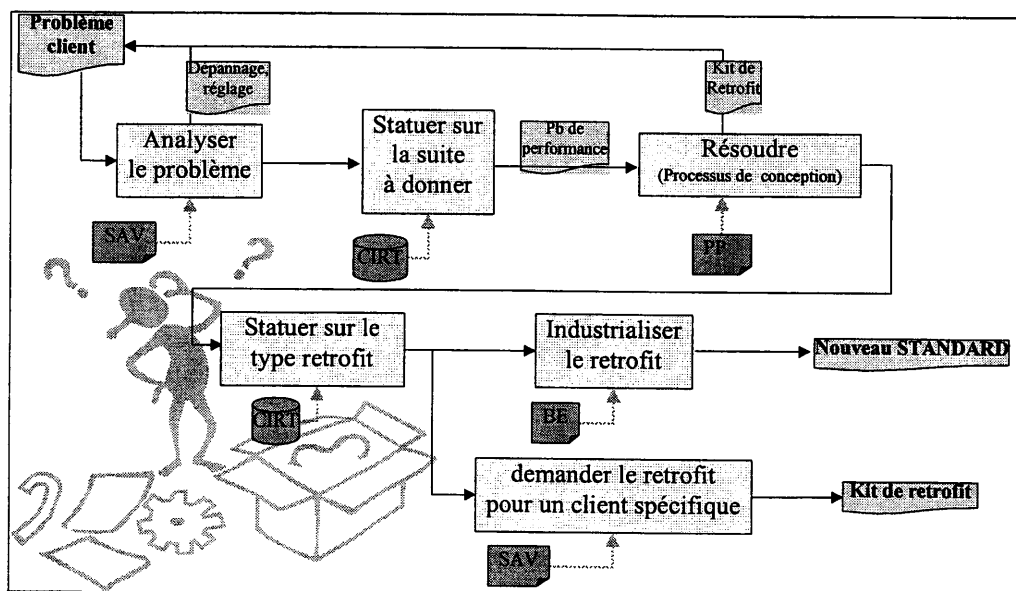 Problème
client
Dépannage,
réglage
Kit de
Retrofit
Analyser
le problème
Statuer sur
la suite
à donner
Pb de
performance
Résoudre
(Processus de conception)
SAV
CIRT
PP
Statuer sur le
type retrofit
Industrialiser
le retrofit
Nouveau STANDARD
CIRT
BE
demander le retrofit
pour un client spécifique
Kit de retrofit
SAV